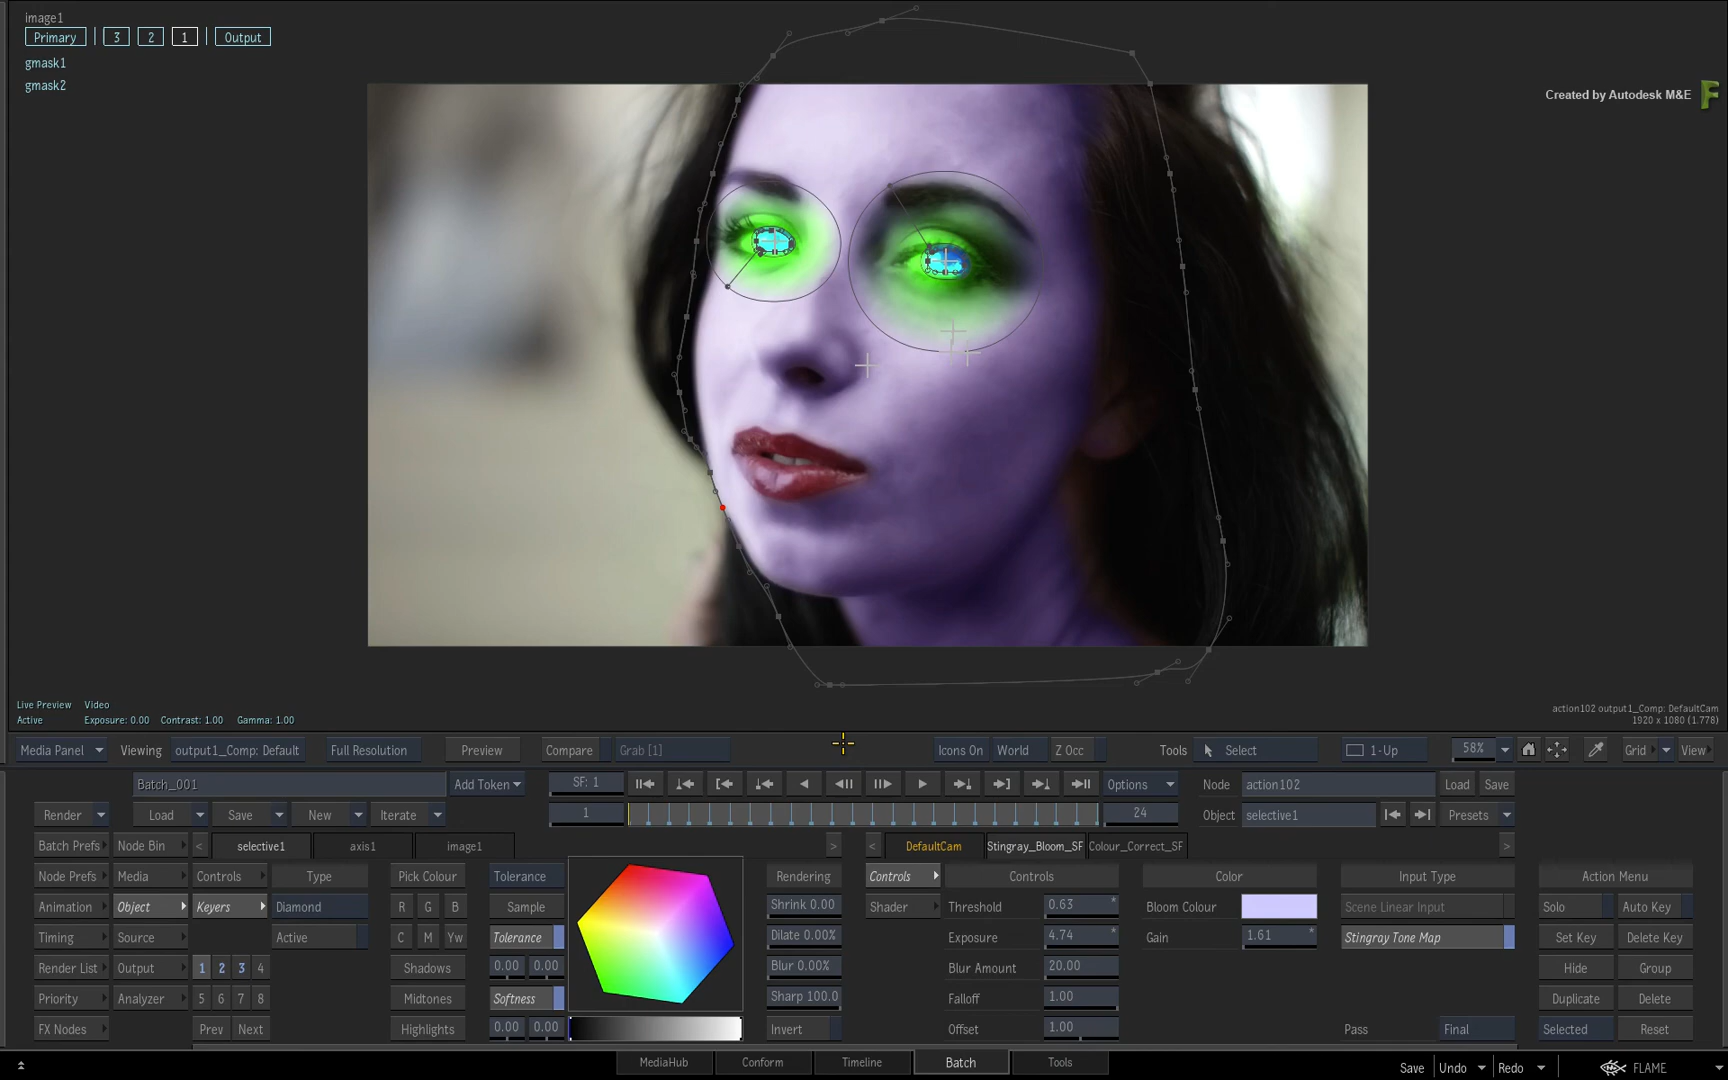 image1
Primary | 3 2 1 | Output
gmask1
gmask2
Created by Autodesk M&E
Live Preview Video
Active Exposure: 0.00 Contrast: 1.00 Gamma: 1.00
action102 output1_Comp: DefaultCam
1920 x 1080 (1.778)
Media Panel Viewing output1_Comp: Default Full Resolution Preview Compare Grab [1] Icons On World Z Occ Tools Select 1-Up 58% Grid View
Batch_001 Add Token SF: 1 Options Node action102 Load Save
Render Load Save New Iterate 1 24 Object selective1 Presets
Batch Prefs Node Bin < selective1 axis1 image1 > < DefaultCam Stingray_Bloom_SF Colour_Correct_SF >
Node Prefs Media Controls Type Pick Colour Tolerance Rendering Controls Controls Color Input Type Action Menu
Animation Object Keyers Diamond R G B Sample Shrink 0.00 Shader Threshold 0.63 Bloom Colour Scene Linear Input Solo Auto Key
Timing Source Active C M Yw Tolerance Dilate 0.00% Exposure 4.74 Gain 1.61 Stingray Tone Map Set Key Delete Key
Render List Output 1 2 3 4 Shadows 0.00 0.00 Blur 0.00% Blur Amount 20.00 Hide Group
Priority Analyzer 5 6 7 8 Midtones Softness Sharp 100.0 Falloff 1.00 Duplicate Delete
FX Nodes Prev Next Highlights 0.00 0.00 Invert Offset 1.00 Pass Final Selected Reset
MediaHub Conform Timeline Batch Tools Save Undo Redo FLAME